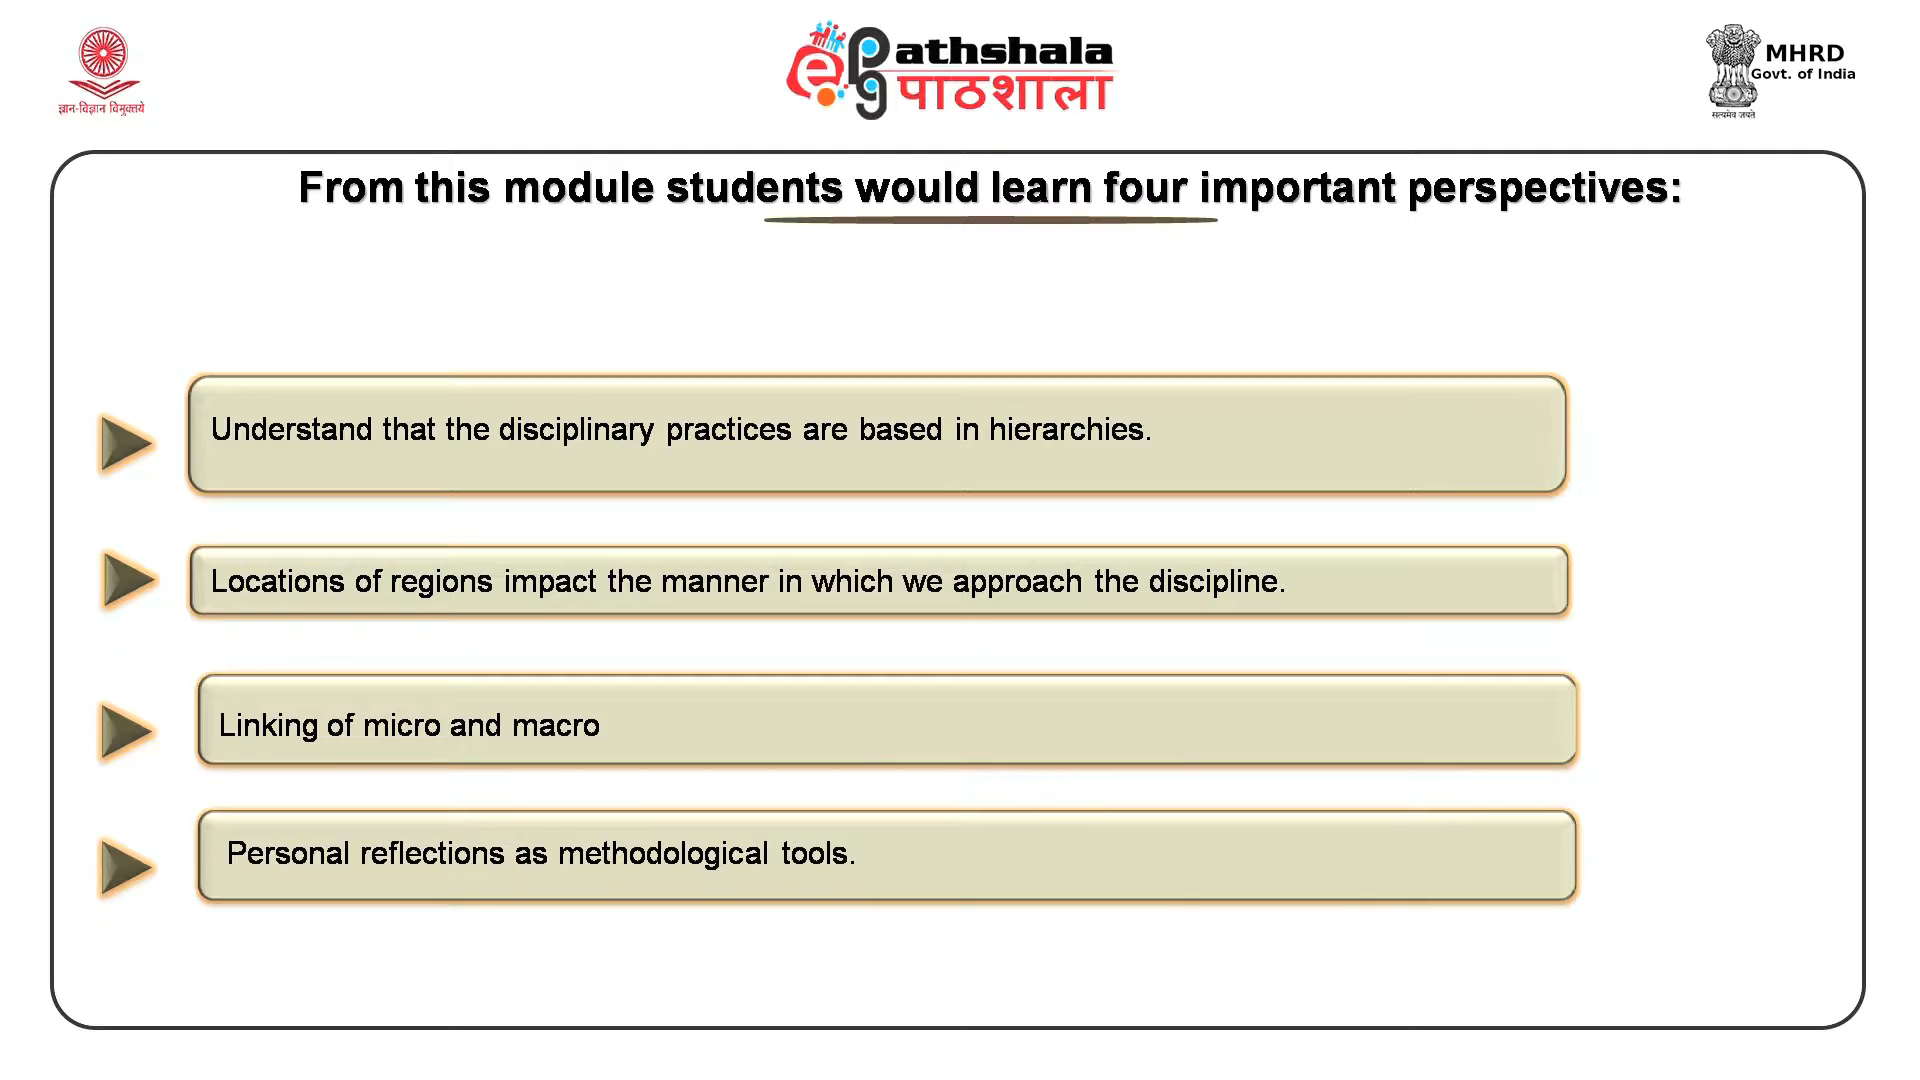 ज्ञान-विज्ञान विमुक्तये
e PG Pathshala
पाठशाला
MHRD
Govt. of India
सत्यमेव जयते
From this module students would learn four important perspectives:
Understand that the disciplinary practices are based in hierarchies.
Locations of regions impact the manner in which we approach the discipline.
Linking of micro and macro
Personal reflections as methodological tools.